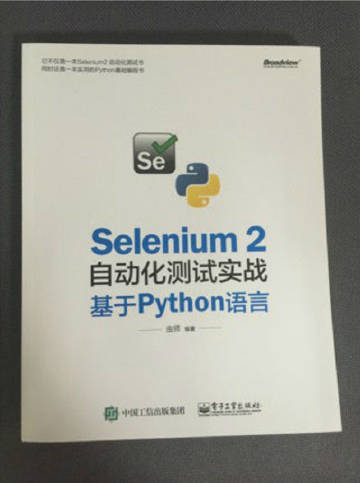 它不仅是一本Selenium2 自动化测试书
同时还是一本实用的Python基础编程书
Broadview®
Se
Selenium 2
自动化测试实战
基于Python语言
虫师 编著
中国工信出版集团
电子工业出版社